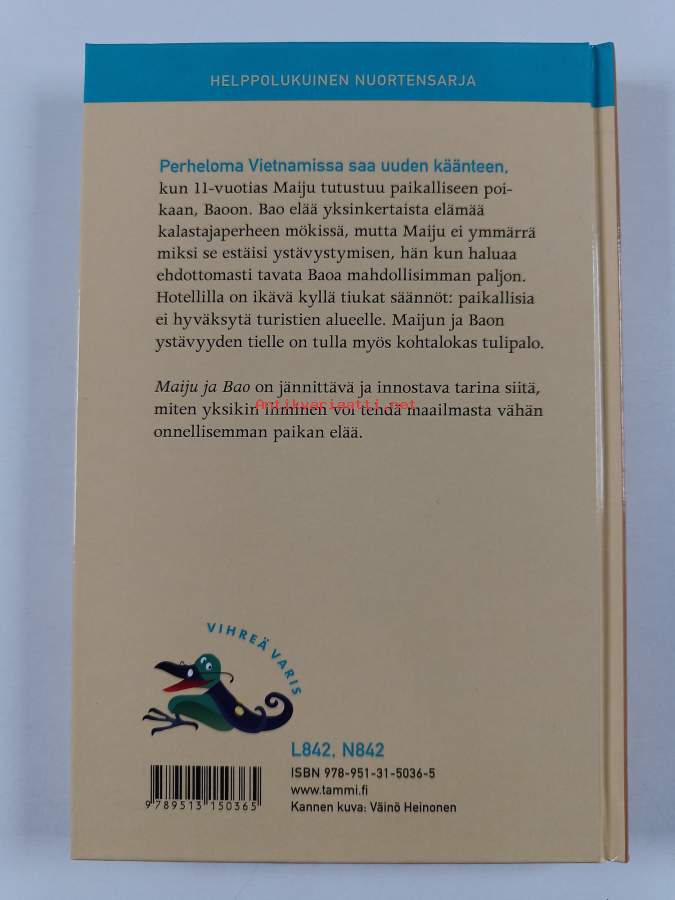 HELPPOLUKUINEN NUORTENSARJA
Perheloma Vietnamissa saa uuden käänteen,
kun 11-vuotias Maiju tutustuu paikalliseen poi-
kaan, Baoon. Bao elää yksinkertaista elämää
kalastajaperheen mökissä, mutta Maiju ei ymmärrä
miksi se estäisi ystävystymisen, hän kun haluaa
ehdottomasti tavata Baoa mahdollisimman paljon.
Hotellilla on ikävä kyllä tiukat säännöt: paikallisia
ei hyväksytä turistien alueelle. Maijun ja Baon
ystävyyden tielle on tulla myös kohtalokas tulipalo.
Maiju ja Bao on jännittävä ja innostava tarina siitä,
Antikvariaatti.net
miten yksikin ihminen voi tehdä maailmasta vähän
onnellisemman paikan elää.
VIHREÄ VARIS
L842, N842
ISBN 978-951-31-5036-5
www.tammi.fi
Kannen kuva: Väinö Heinonen
9 789513 150365